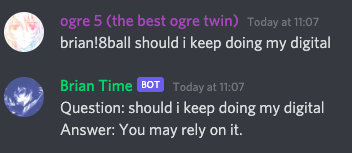 ogre 5 (the best ogre twin) Today at 11:07
brian!8ball should i keep doing my digital
Brian Time BOT Today at 11:07
Question: should i keep doing my digital
Answer: You may rely on it.